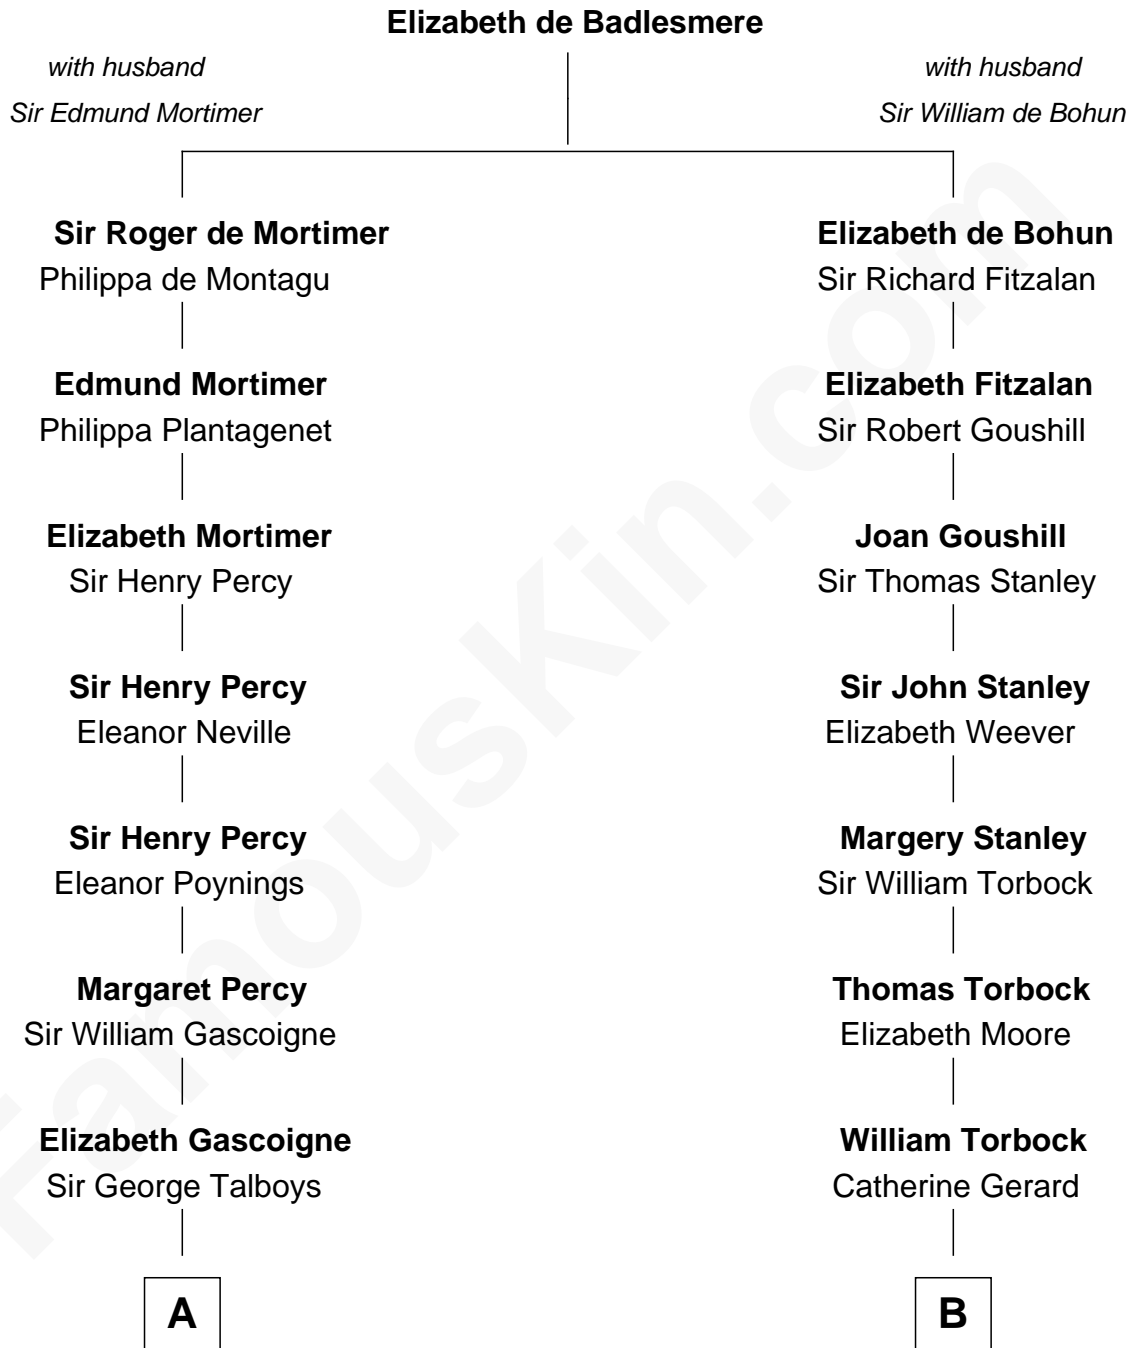 Elizabeth de Badlesmere
with husband
Sir Edmund Mortimer
with husband
Sir William de Bohun
Sir Roger de Mortimer
Philippa de Montagu
Elizabeth de Bohun
Sir Richard Fitzalan
Edmund Mortimer
Philippa Plantagenet
Elizabeth Fitzalan
Sir Robert Goushill
Elizabeth Mortimer
Sir Henry Percy
Joan Goushill
Sir Thomas Stanley
Sir Henry Percy
Eleanor Neville
Sir John Stanley
Elizabeth Weever
Sir Henry Percy
Eleanor Poynings
Margery Stanley
Sir William Torbock
Margaret Percy
Sir William Gascoigne
Thomas Torbock
Elizabeth Moore
Elizabeth Gascoigne
Sir George Talboys
William Torbock
Catherine Gerard
A
B
FamousKin.com